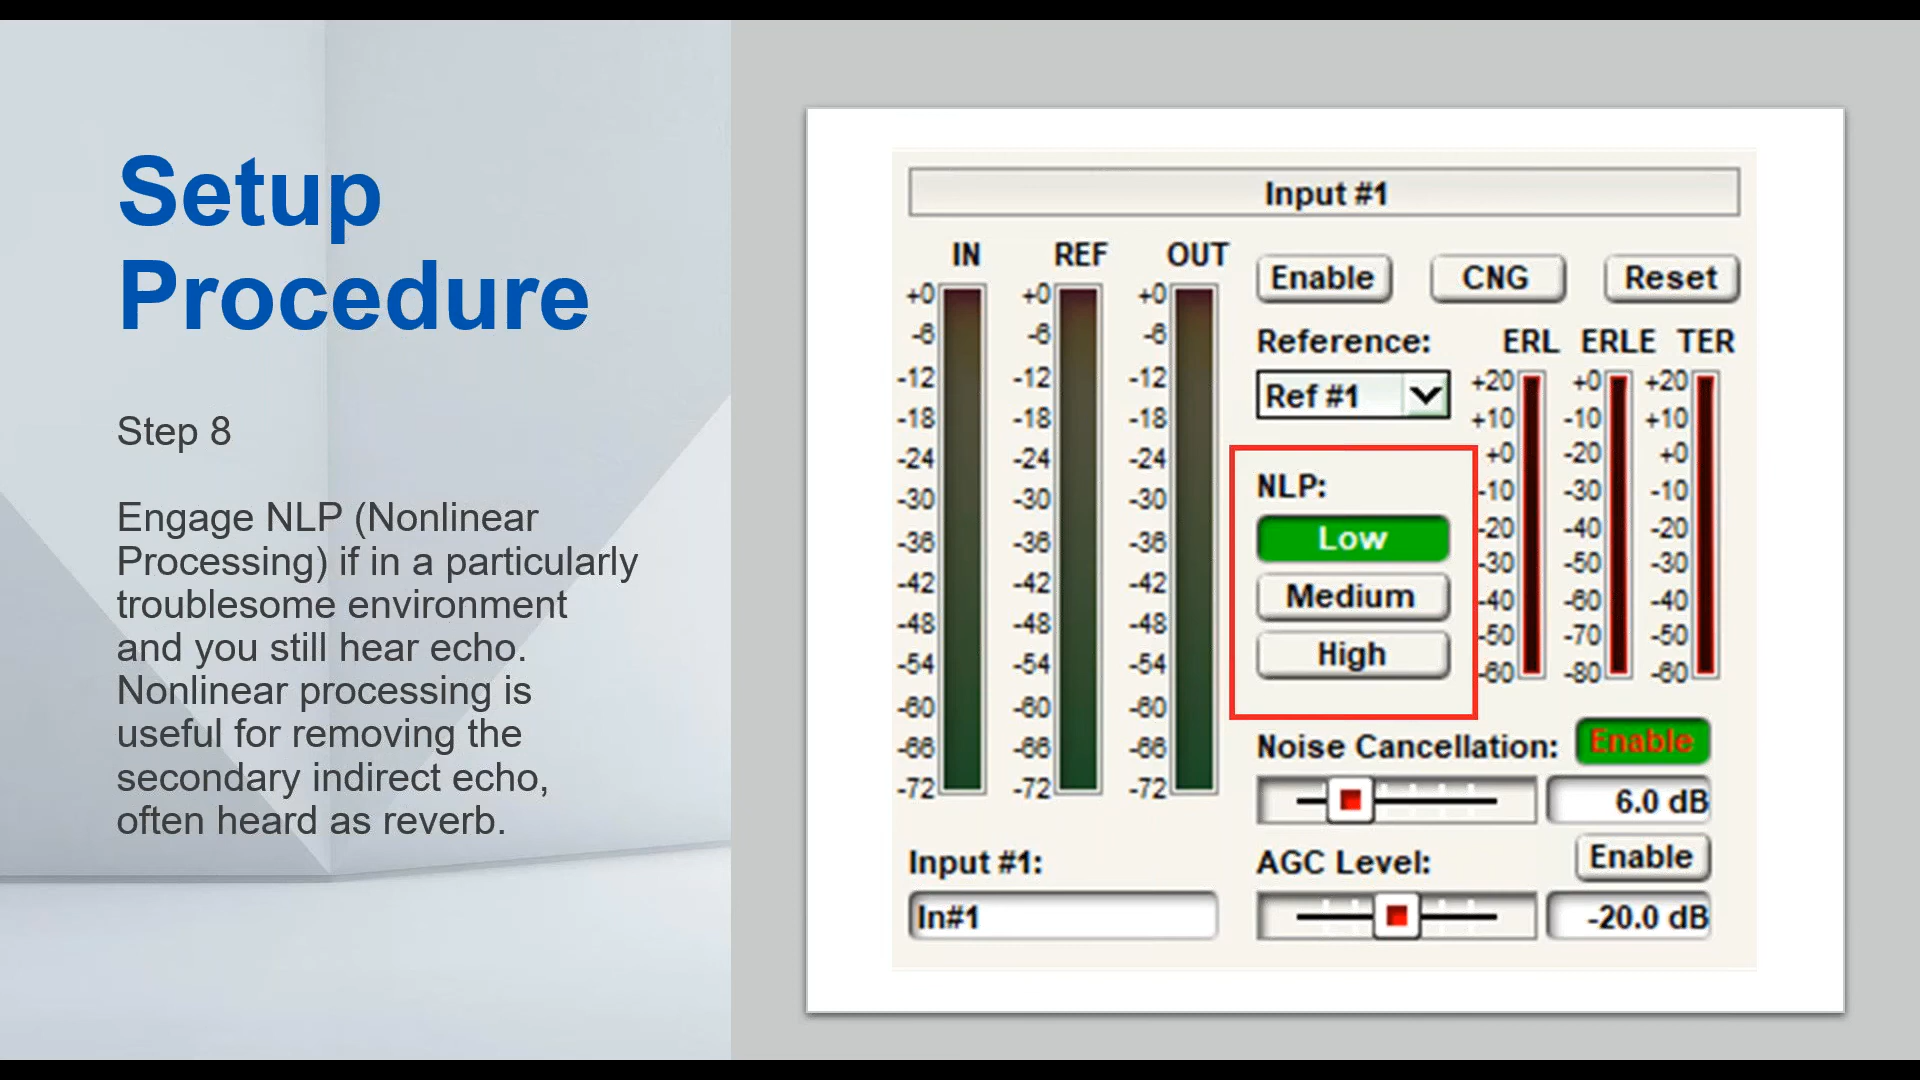 Setup
Procedure
Step 8
Engage NLP (Nonlinear
Processing) if in a particularly
troublesome environment
and you still hear echo.
Nonlinear processing is
useful for removing the
secondary indirect echo,
often heard as reverb.
Input #1
IN REF OUT
Enable CNG Reset
+0 +0 +0
-6 -6 -6
-12 -12 -12
-18 -18 -18
-24 -24 -24
-30 -30 -30
-36 -36 -36
-42 -42 -42
-48 -48 -48
-54 -54 -54
-60 -60 -60
-66 -66 -66
-72 -72 -72
Reference: ERL ERLE TER
Ref #1
+20 +0 +20
+10 -10 +10
+0 -20 +0
-10 -30 -10
-20 -40 -20
-30 -50 -30
-40 -60 -40
-50 -70 -50
-60 -80 -60
NLP:
Low
Medium
High
Noise Cancellation: Enable
6.0 dB
Input #1: AGC Level: Enable
In#1 -20.0 dB